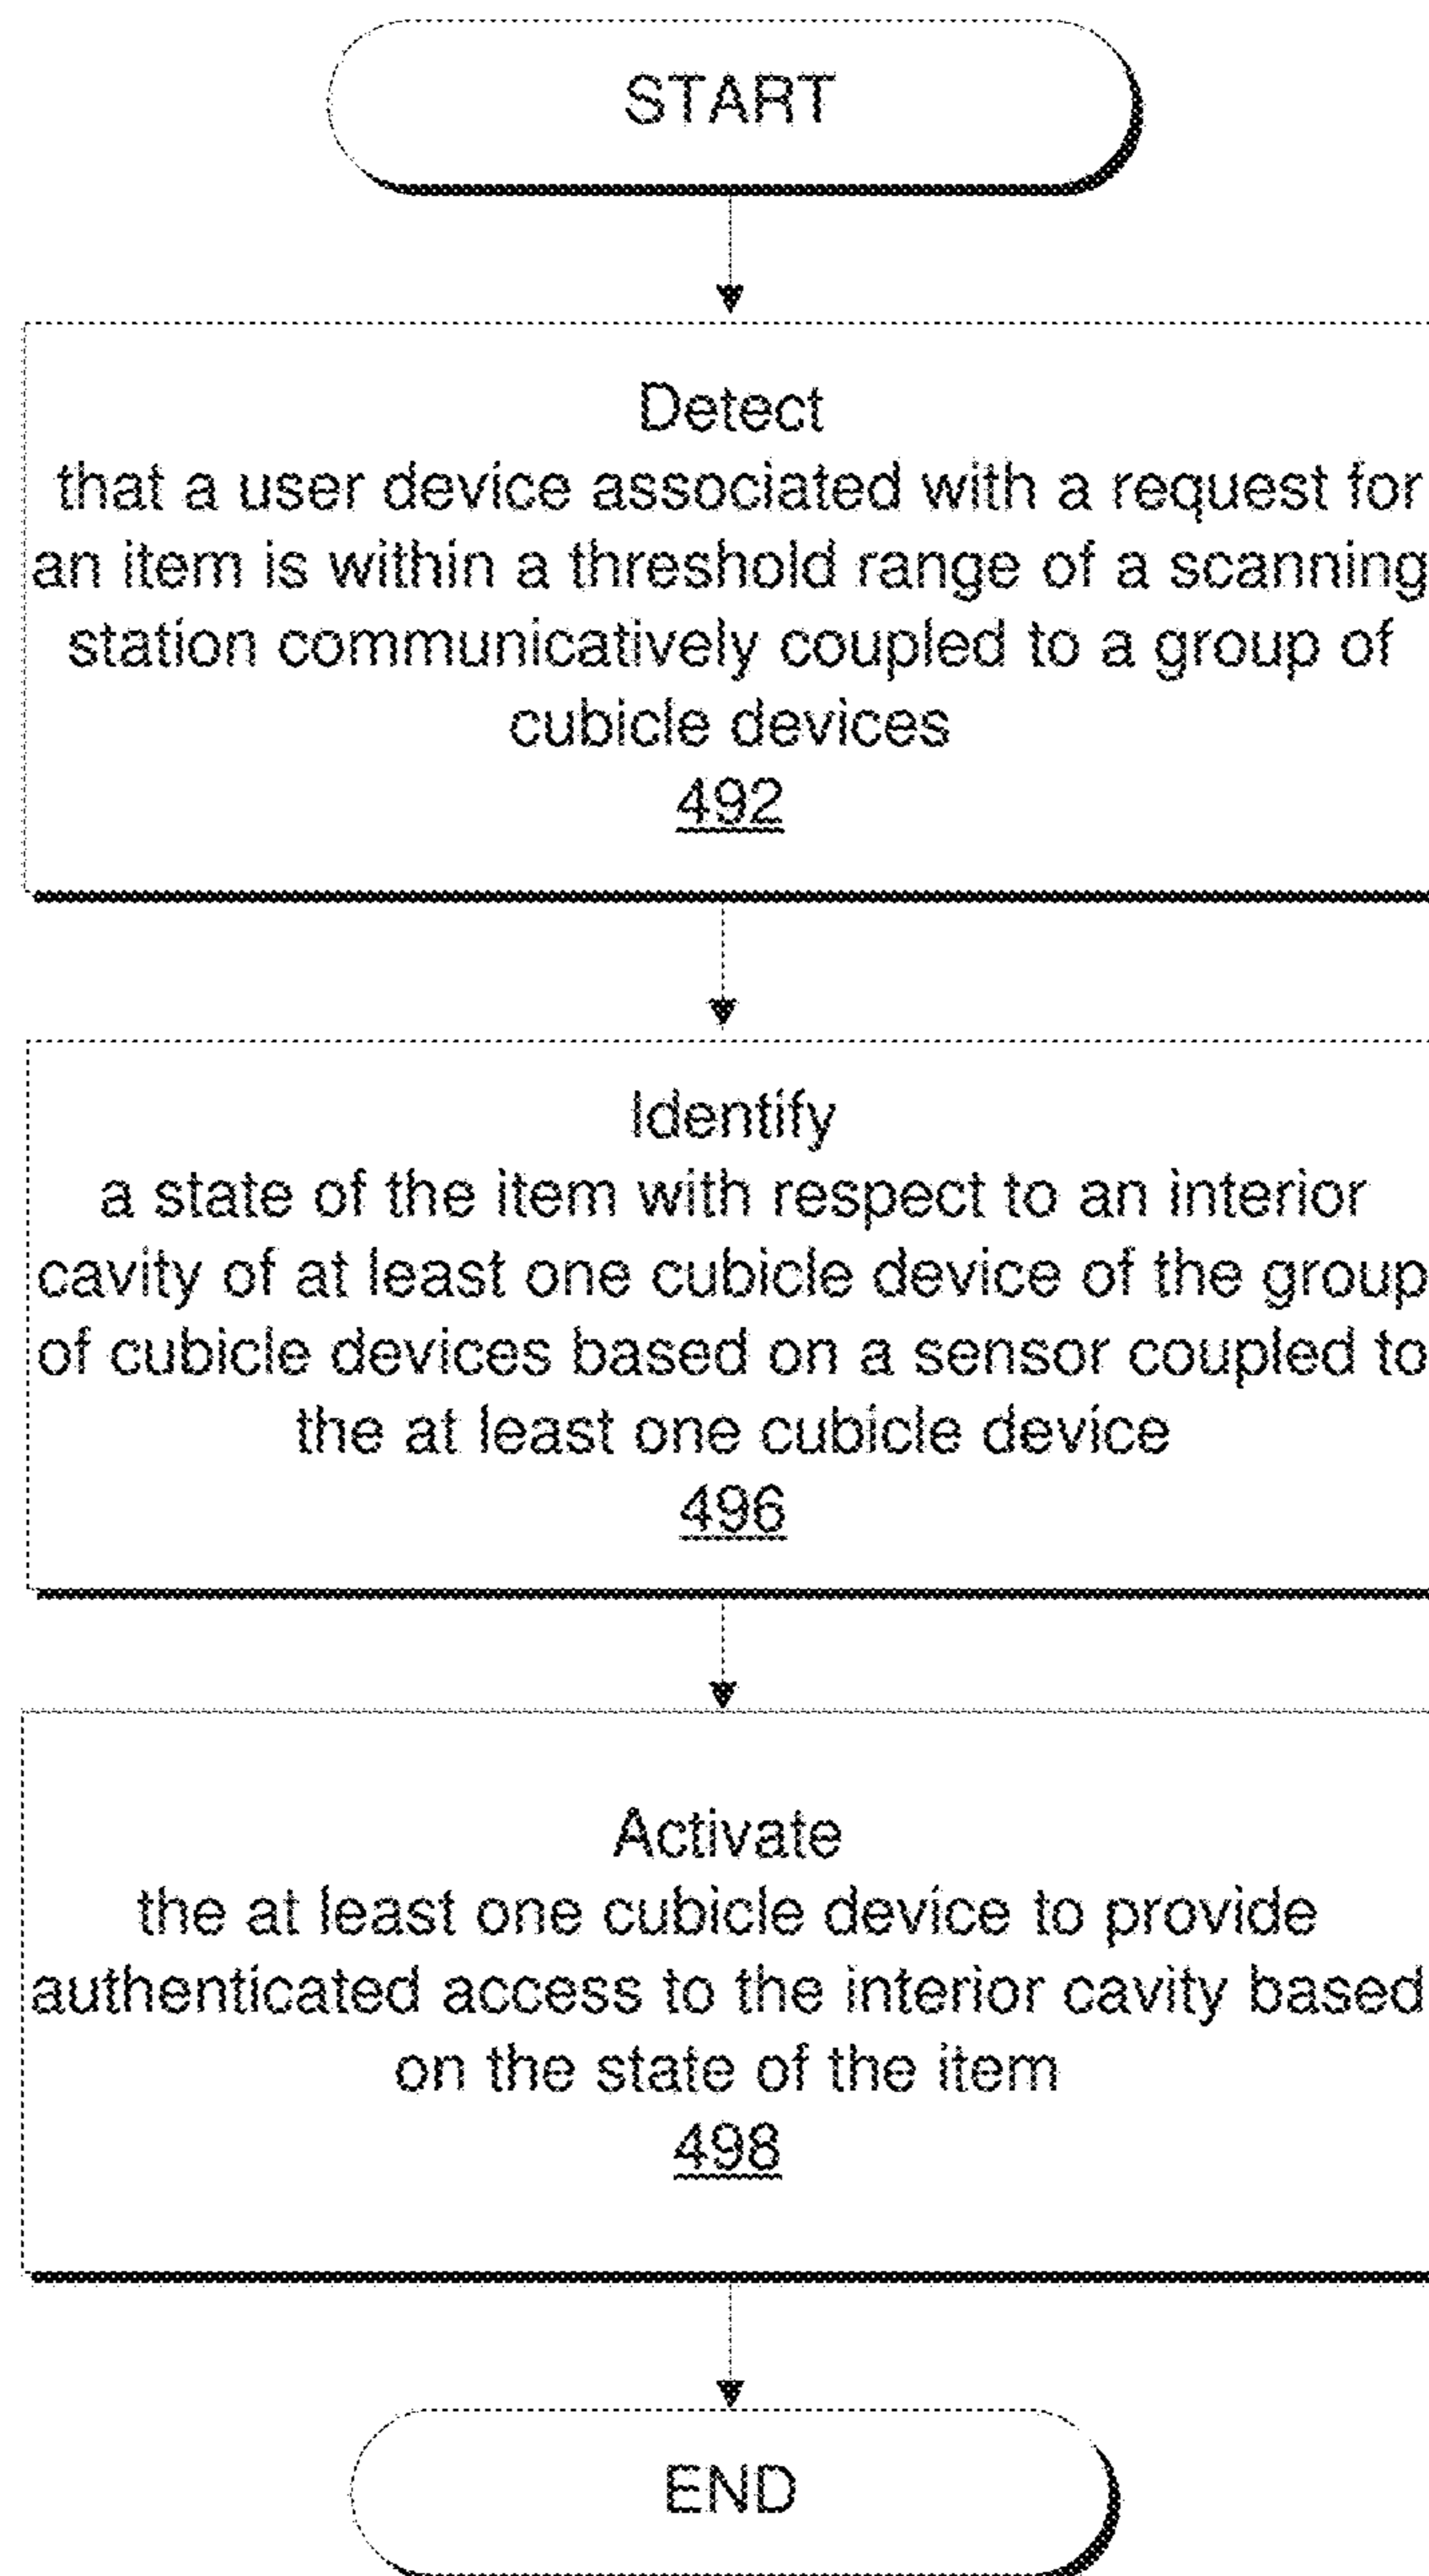 START
Detect
that a user device associated with a request for
an item is within a threshold range of a scanning
station communicatively coupled to a group of
cubicle devices
492
Identify
a state of the item with respect to an interior
cavity of at least one cubicle device of the group
of cubicle devices based on a sensor coupled to
the at least one cubicle device
496
Activate
the at least one cubicle device to provide
authenticated access to the interior cavity based
on the state of the item
498
END